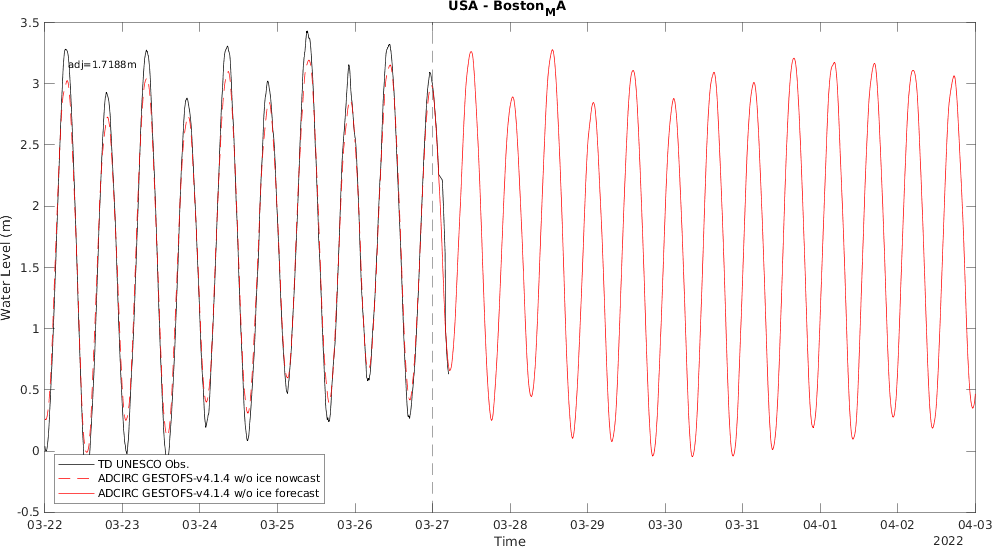 USA - Boston_MA
3.5
adj=1.7188m
3
2.5
2
1.5
1
0.5
0
-0.5
Water Level (m)
TD UNESCO Obs.
ADCIRC GESTOFS-v4.1.4 w/o ice nowcast
ADCIRC GESTOFS-v4.1.4 w/o ice forecast
03-22 03-23 03-24 03-25 03-26 03-27 03-28 03-29 03-30 03-31 04-01 04-02 04-03
Time
2022